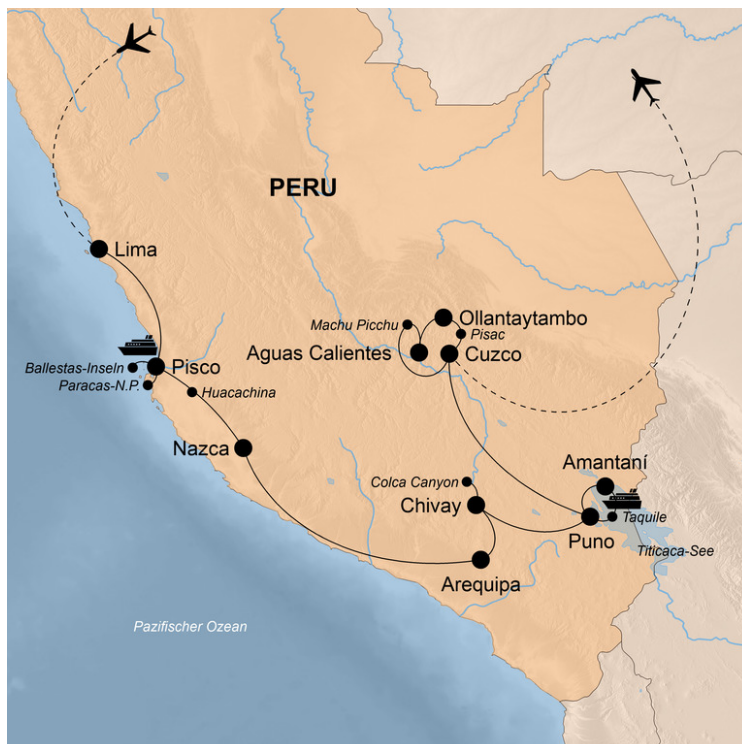 PERU
Lima
Machu Picchu
Ollantaytambo
Pisac
Aguas Calientes
Cuzco
Ballestas-Inseln
Pisco
Paracas-N.P.
Huacachina
Nazca
Amantaní
Colca Canyon
Chivay
Taquile
Puno
Titicaca-See
Arequipa
Pazifischer Ozean